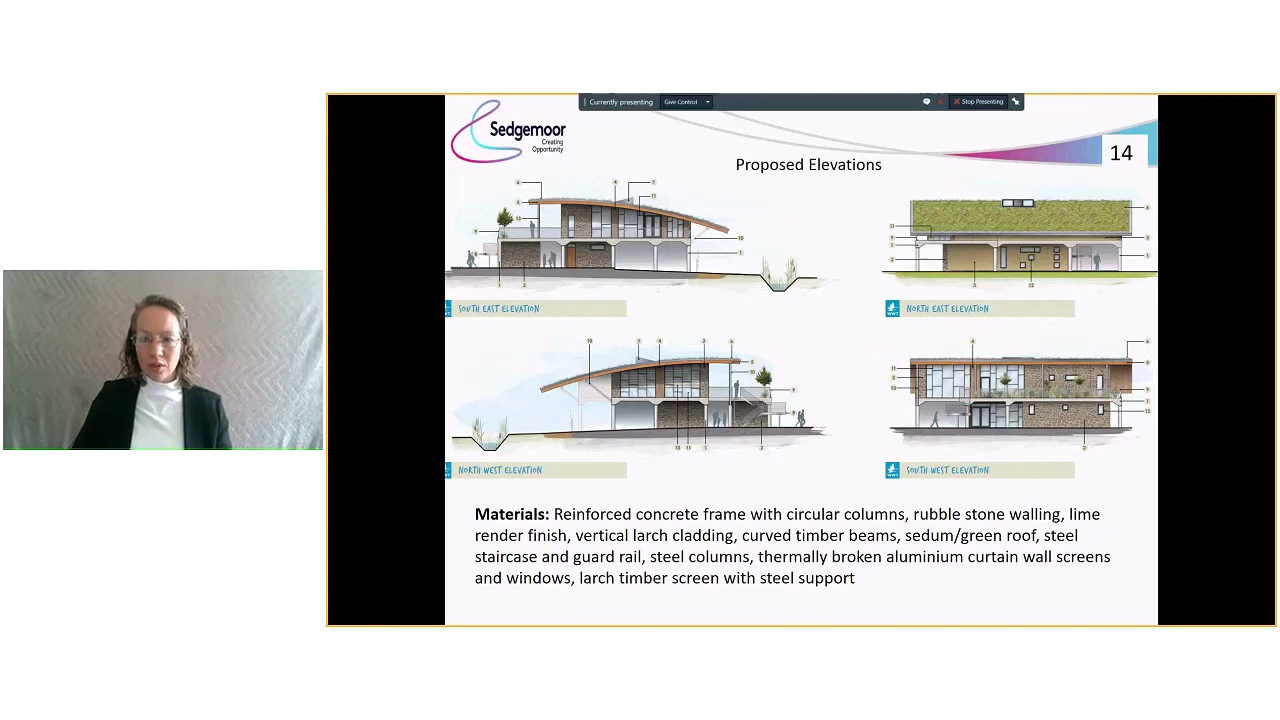 Currently presenting
Give Control
Stop Presenting
Sedgemoor
Creating
Opportunity
14
Proposed Elevations
SOUTH EAST ELEVATION
WWT
NORTH EAST ELEVATION
NORTH WEST ELEVATION
WWT
SOUTH WEST ELEVATION
Materials: Reinforced concrete frame with circular columns, rubble stone walling, lime
render finish, vertical larch cladding, curved timber beams, sedum/green roof, steel
staircase and guard rail, steel columns, thermally broken aluminium curtain wall screens
and windows, larch timber screen with steel support